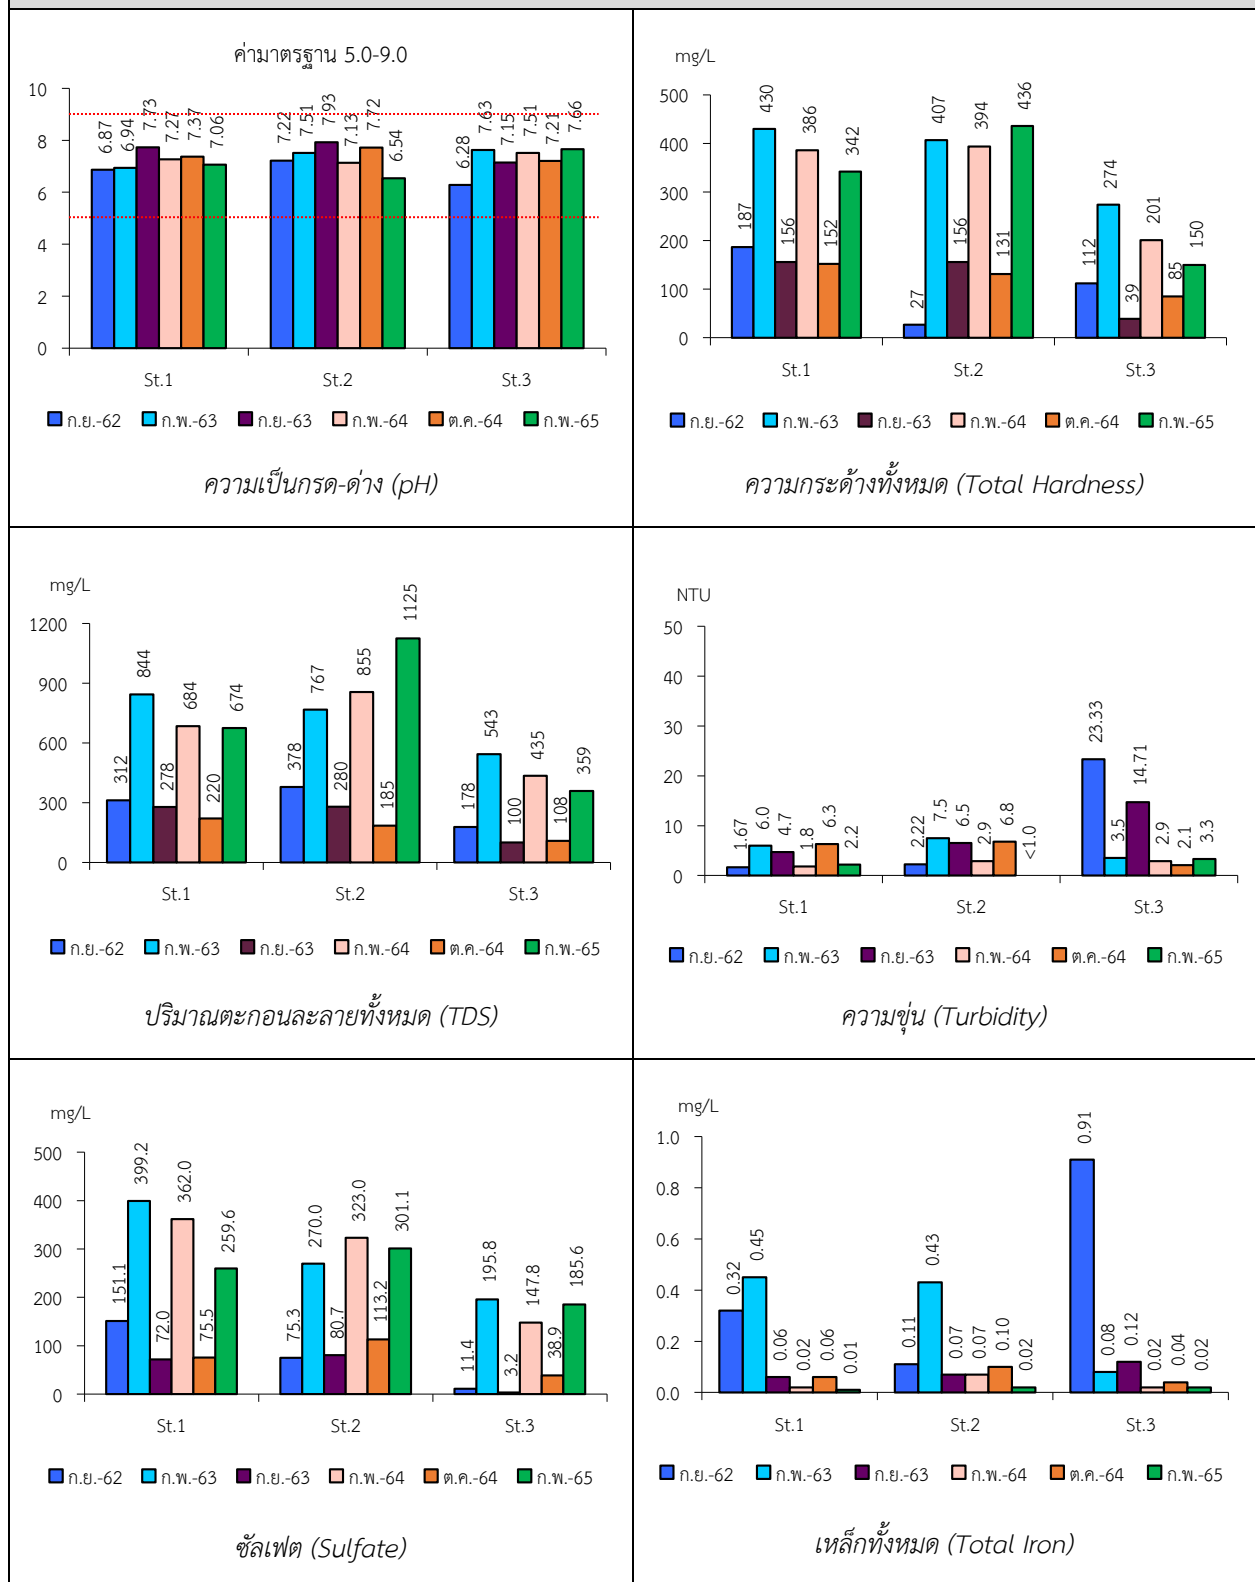 ค่ามาตรฐาน 5.0-9.0
10
8
6
4
2
0
6.87 6.94 7.73 7.27 7.37 7.06
7.22 7.51 7.93 7.13 7.72 6.54
6.28 7.63 7.15 7.51 7.21 7.66
St.1 St.2 St.3
ก.ย.-62 ก.พ.-63 ก.ย.-63 ก.พ.-64 ต.ค.-64 ก.พ.-65
ความเป็นกรด-ด่าง (pH)
mg/L
500
400
300
200
100
0
187 430 156 386 152 342
27 407 156 394 131 436
112 274 39 201 85 150
St.1 St.2 St.3
ก.ย.-62 ก.พ.-63 ก.ย.-63 ก.พ.-64 ต.ค.-64 ก.พ.-65
ความกระด้างทั้งหมด (Total Hardness)
mg/L
1200
900
600
300
0
312 844 278 684 220 674
378 767 280 855 185 1125
178 543 100 435 108 359
St.1 St.2 St.3
ก.ย.-62 ก.พ.-63 ก.ย.-63 ก.พ.-64 ต.ค.-64 ก.พ.-65
ปริมาณตะกอนละลายทั้งหมด (TDS)
NTU
50
40
30
20
10
0
1.67 6.0 4.7 1.8 6.3 2.2
2.22 7.5 6.5 2.9 6.8 <1.0
23.33 3.5 14.71 2.9 2.1 3.3
St.1 St.2 St.3
ก.ย.-62 ก.พ.-63 ก.ย.-63 ก.พ.-64 ต.ค.-64 ก.พ.-65
ความขุ่น (Turbidity)
mg/L
500
400
300
200
100
0
151.1 399.2 72.0 362.0 75.5 259.6
75.3 270.0 80.7 323.0 113.2 301.1
11.4 195.8 3.2 147.8 38.9 185.6
St.1 St.2 St.3
ก.ย.-62 ก.พ.-63 ก.ย.-63 ก.พ.-64 ต.ค.-64 ก.พ.-65
ซัลเฟต (Sulfate)
mg/L
1.0
0.8
0.6
0.4
0.2
0.0
0.32 0.45 0.06 0.02 0.06 0.01
0.11 0.43 0.07 0.07 0.10 0.02
0.91 0.08 0.12 0.02 0.04 0.02
St.1 St.2 St.3
ก.ย.-62 ก.พ.-63 ก.ย.-63 ก.พ.-64 ต.ค.-64 ก.พ.-65
เหล็กทั้งหมด (Total Iron)